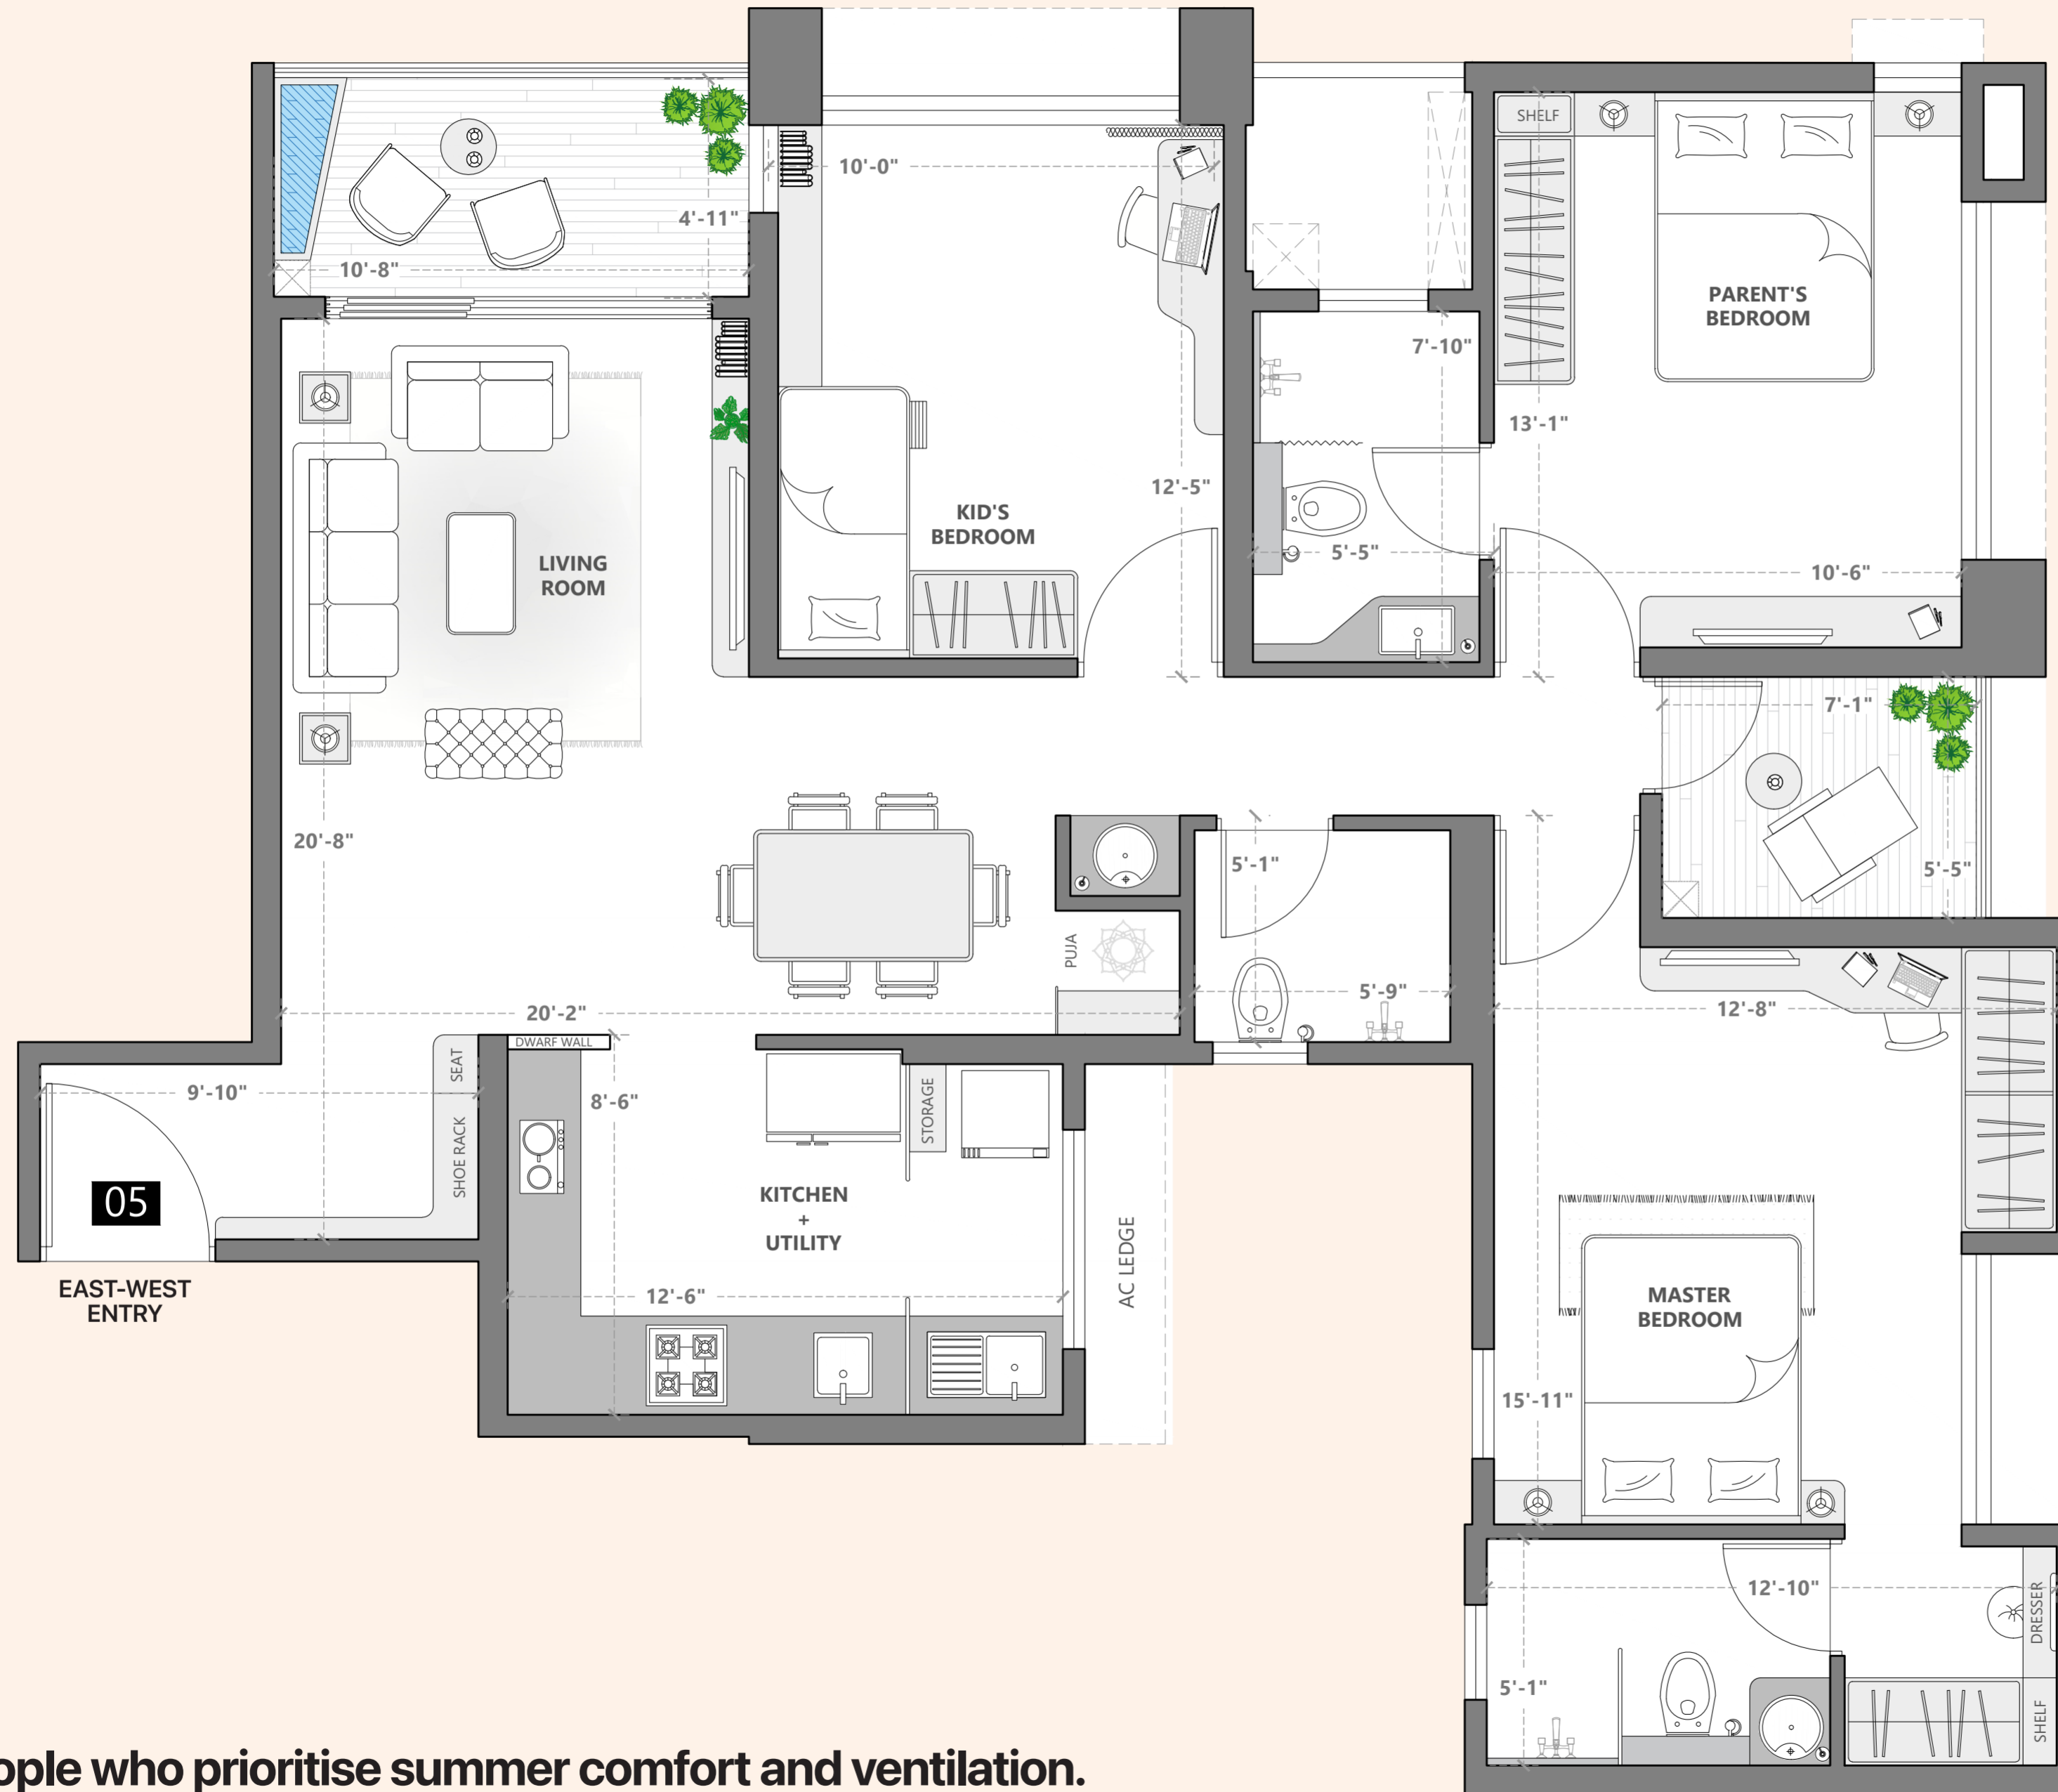 SHELF
10'-0"
4'-11"
10'-8"
PARENT'S
BEDROOM
7'-10"
13'-1"
12'-5"
KID'S
BEDROOM
LIVING
ROOM
5'-5"
10'-6"
7'-1"
20'-8"
5'-1"
5'-5"
PUJA
5'-9"
20'-2"
12'-8"
DWARF WALL
SEAT
9'-10"
8'-6"
STORAGE
SHOE RACK
05
KITCHEN
+
UTILITY
AC LEDGE
EAST-WEST
ENTRY
12'-6"
MASTER
BEDROOM
15'-11"
12'-10"
DRESSER
5'-1"
SHELF
who prioritise summer comfort and ventilation.